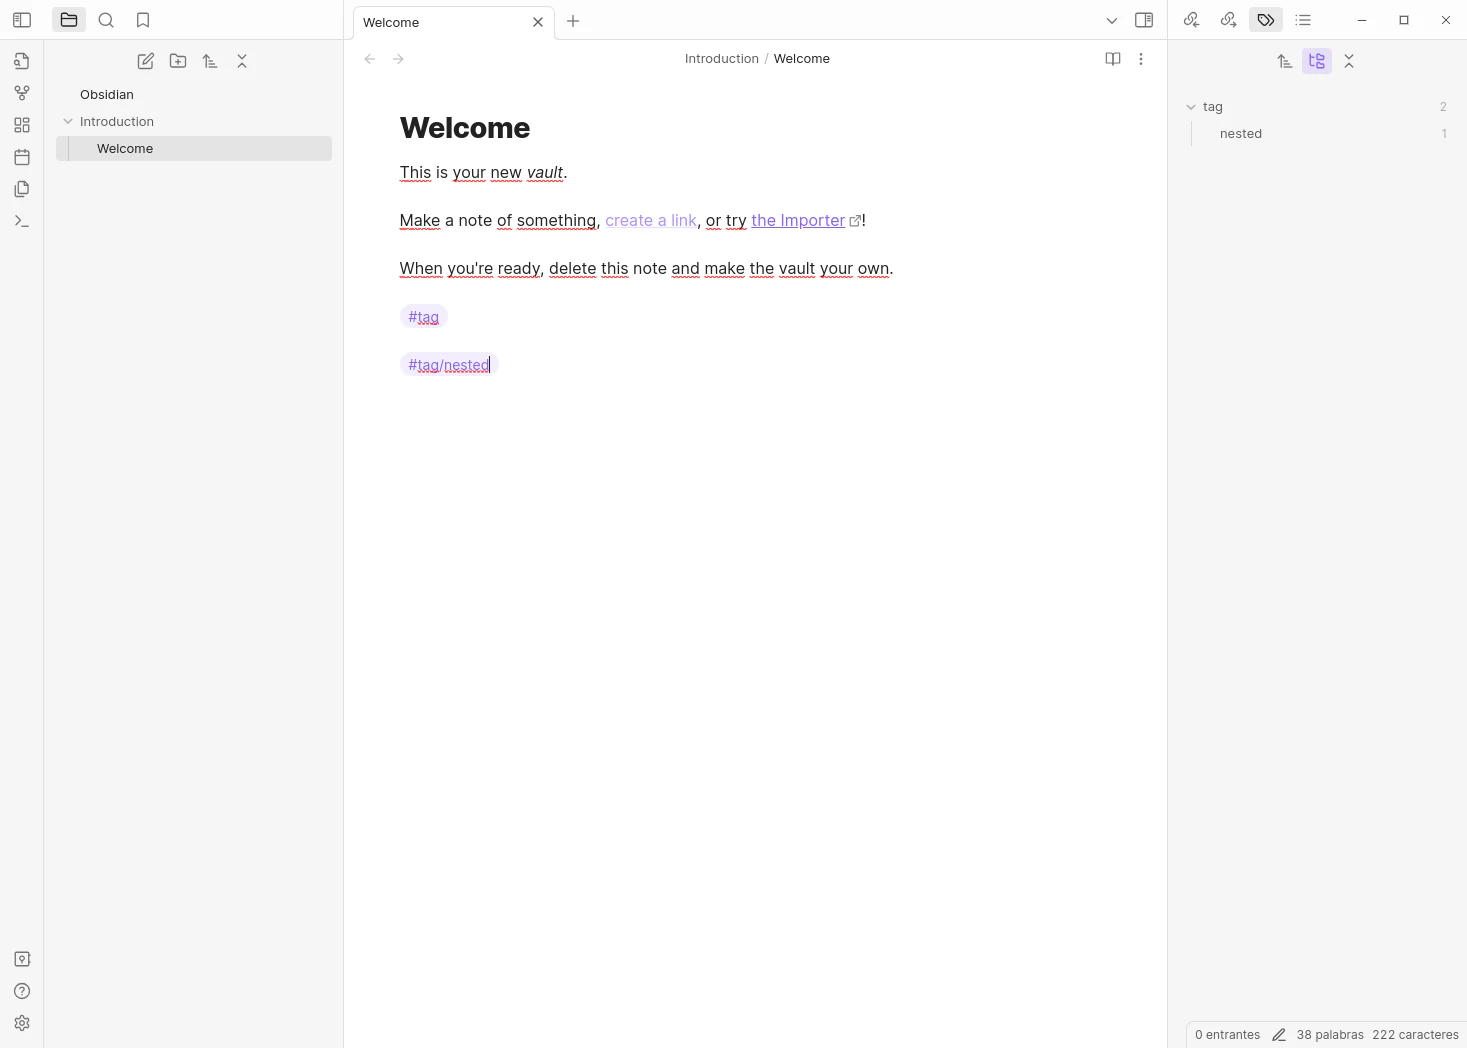 Welcome
Introduction / Welcome
Obsidian
Introduction
Welcome
Welcome
This is your new vault.
Make a note of something, create a link, or try the Importer!
When you're ready, delete this note and make the vault your own.
#tag
#tag/nested
tag 2
nested 1
0 entrantes 38 palabras 222 caracteres